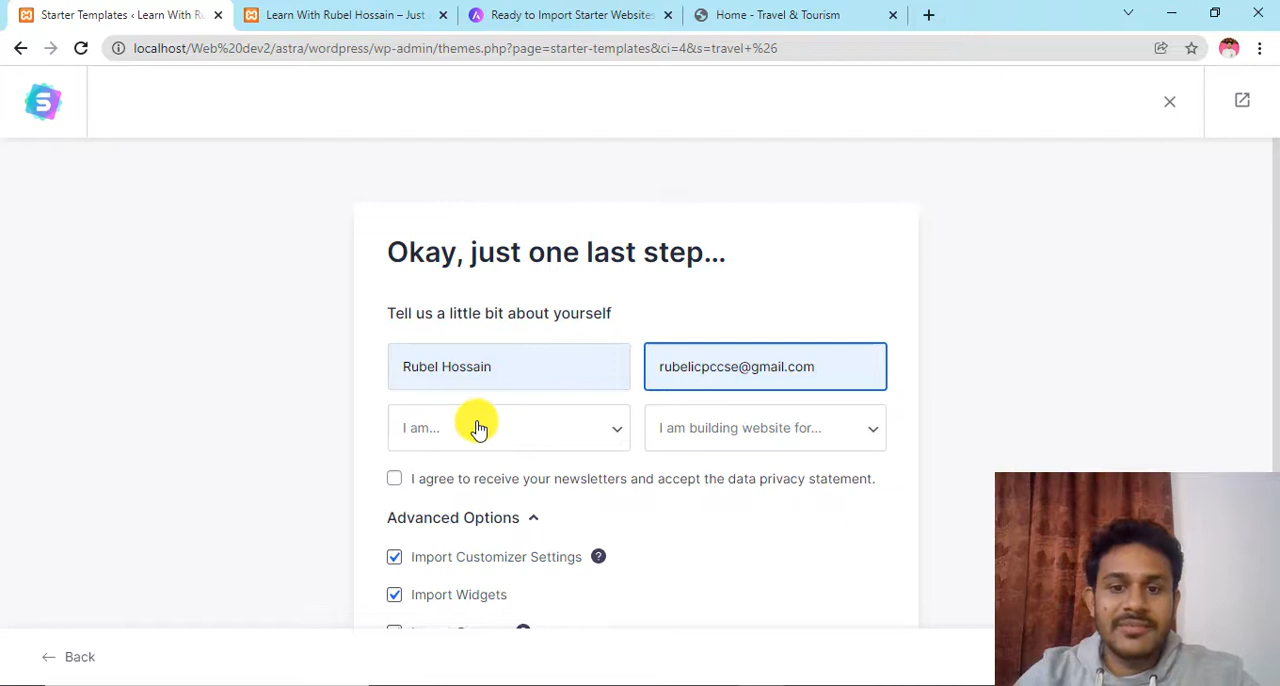 Starter Templates ‹ Learn With Ru
Learn With Rubel Hossain – Just
Ready to Import Starter Websites
Home - Travel & Tourism
localhost/Web%20dev2/astra/wordpress/wp-admin/themes.php?page=starter-templates&ci=4&s=travel+%26
S
Okay, just one last step...
Tell us a little bit about yourself
Rubel Hossain
rubelicpccse@gmail.com
I am...
I am building website for...
I agree to receive your newsletters and accept the data privacy statement.
Advanced Options
Import Customizer Settings ?
Import Widgets
← Back